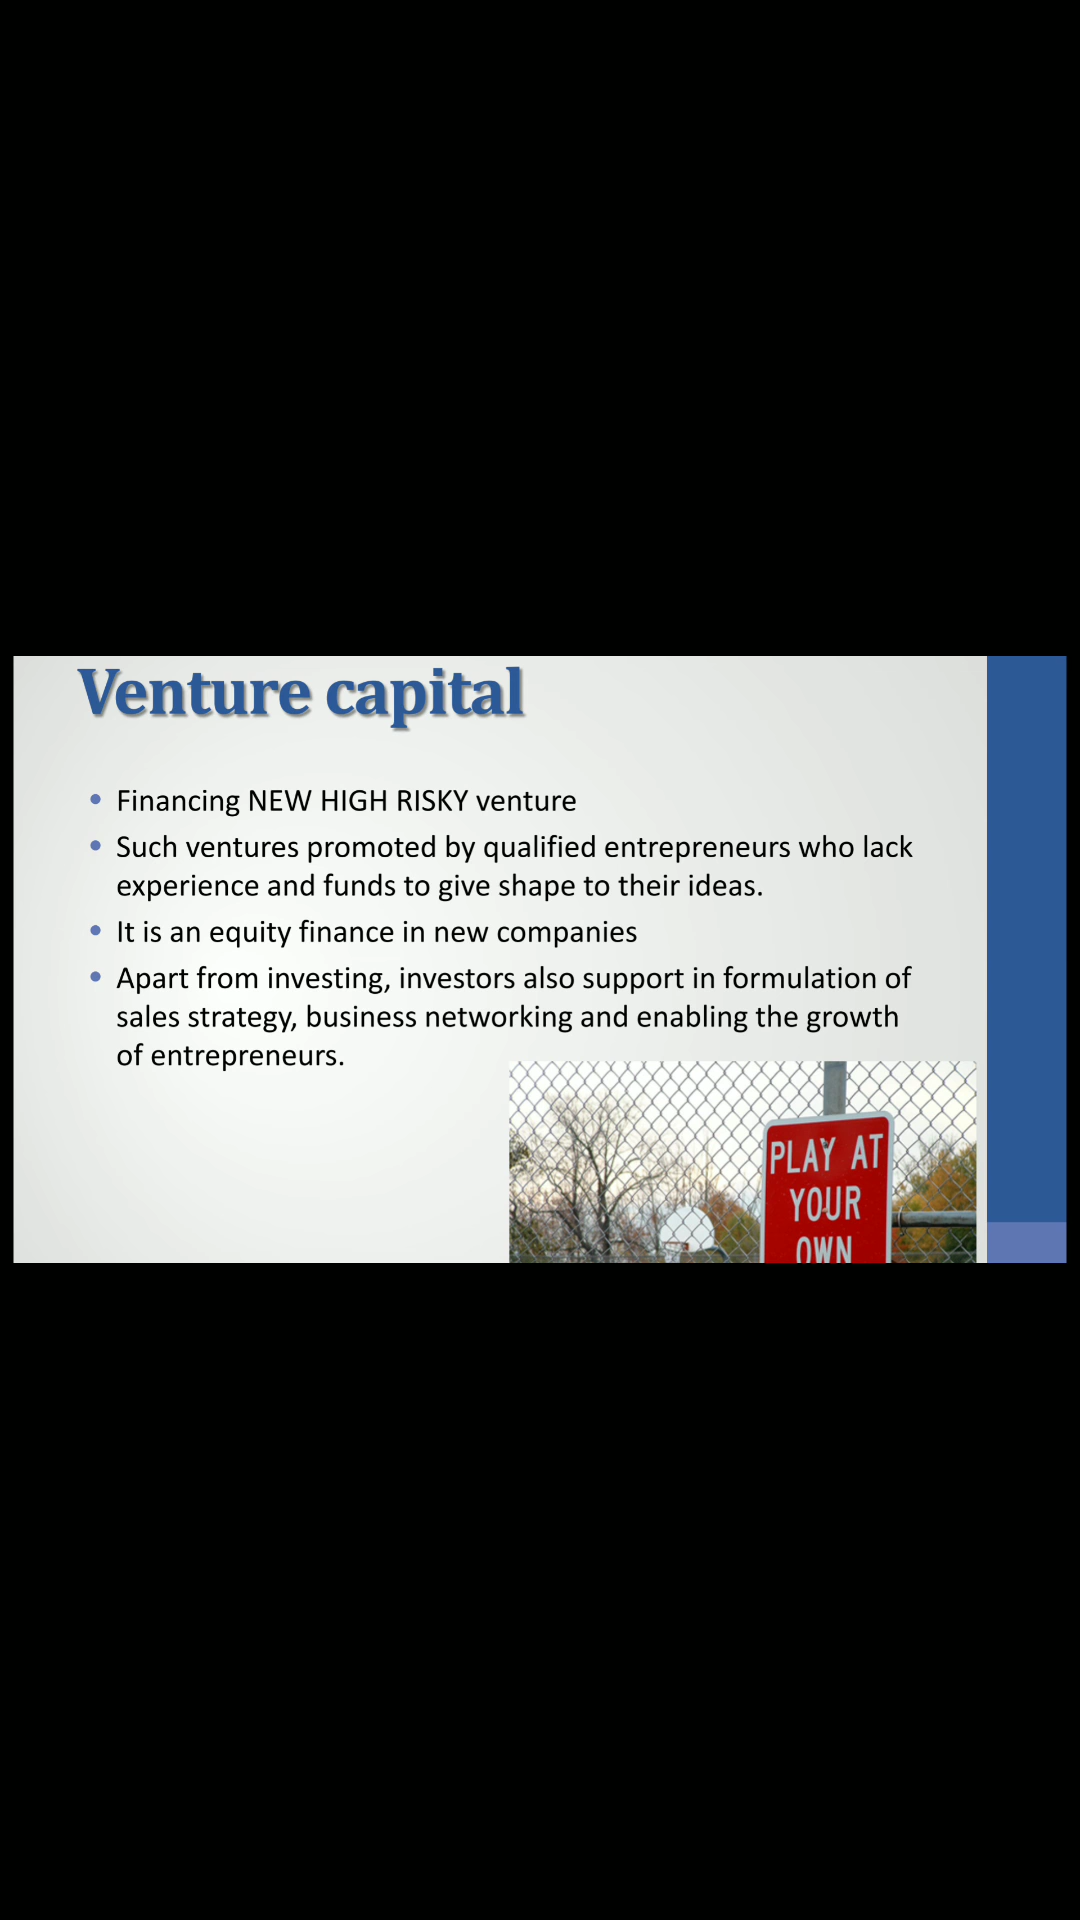 Venture capital
• Financing NEW HIGH RISKY venture
• Such ventures promoted by qualified entrepreneurs who lack
experience and funds to give shape to their ideas.
• It is an equity finance in new companies
• Apart from investing, investors also support in formulation of
sales strategy, business networking and enabling the growth
of entrepreneurs.
PLAY AT
YOUR
OWN